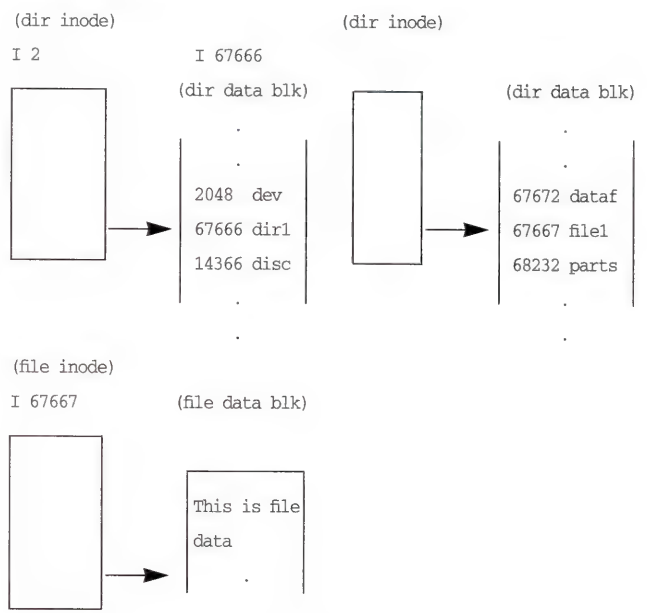 (dir inode)
(dir inode)
I 2
I 67666
(dir data blk)
(dir data blk)
.
.
2048 dev
67666 dir1
14366 disc
.
.
.
.
67672 dataf
67667 file1
68232 parts
.
.
(file inode)
I 67667
(file data blk)
This is file
data
.